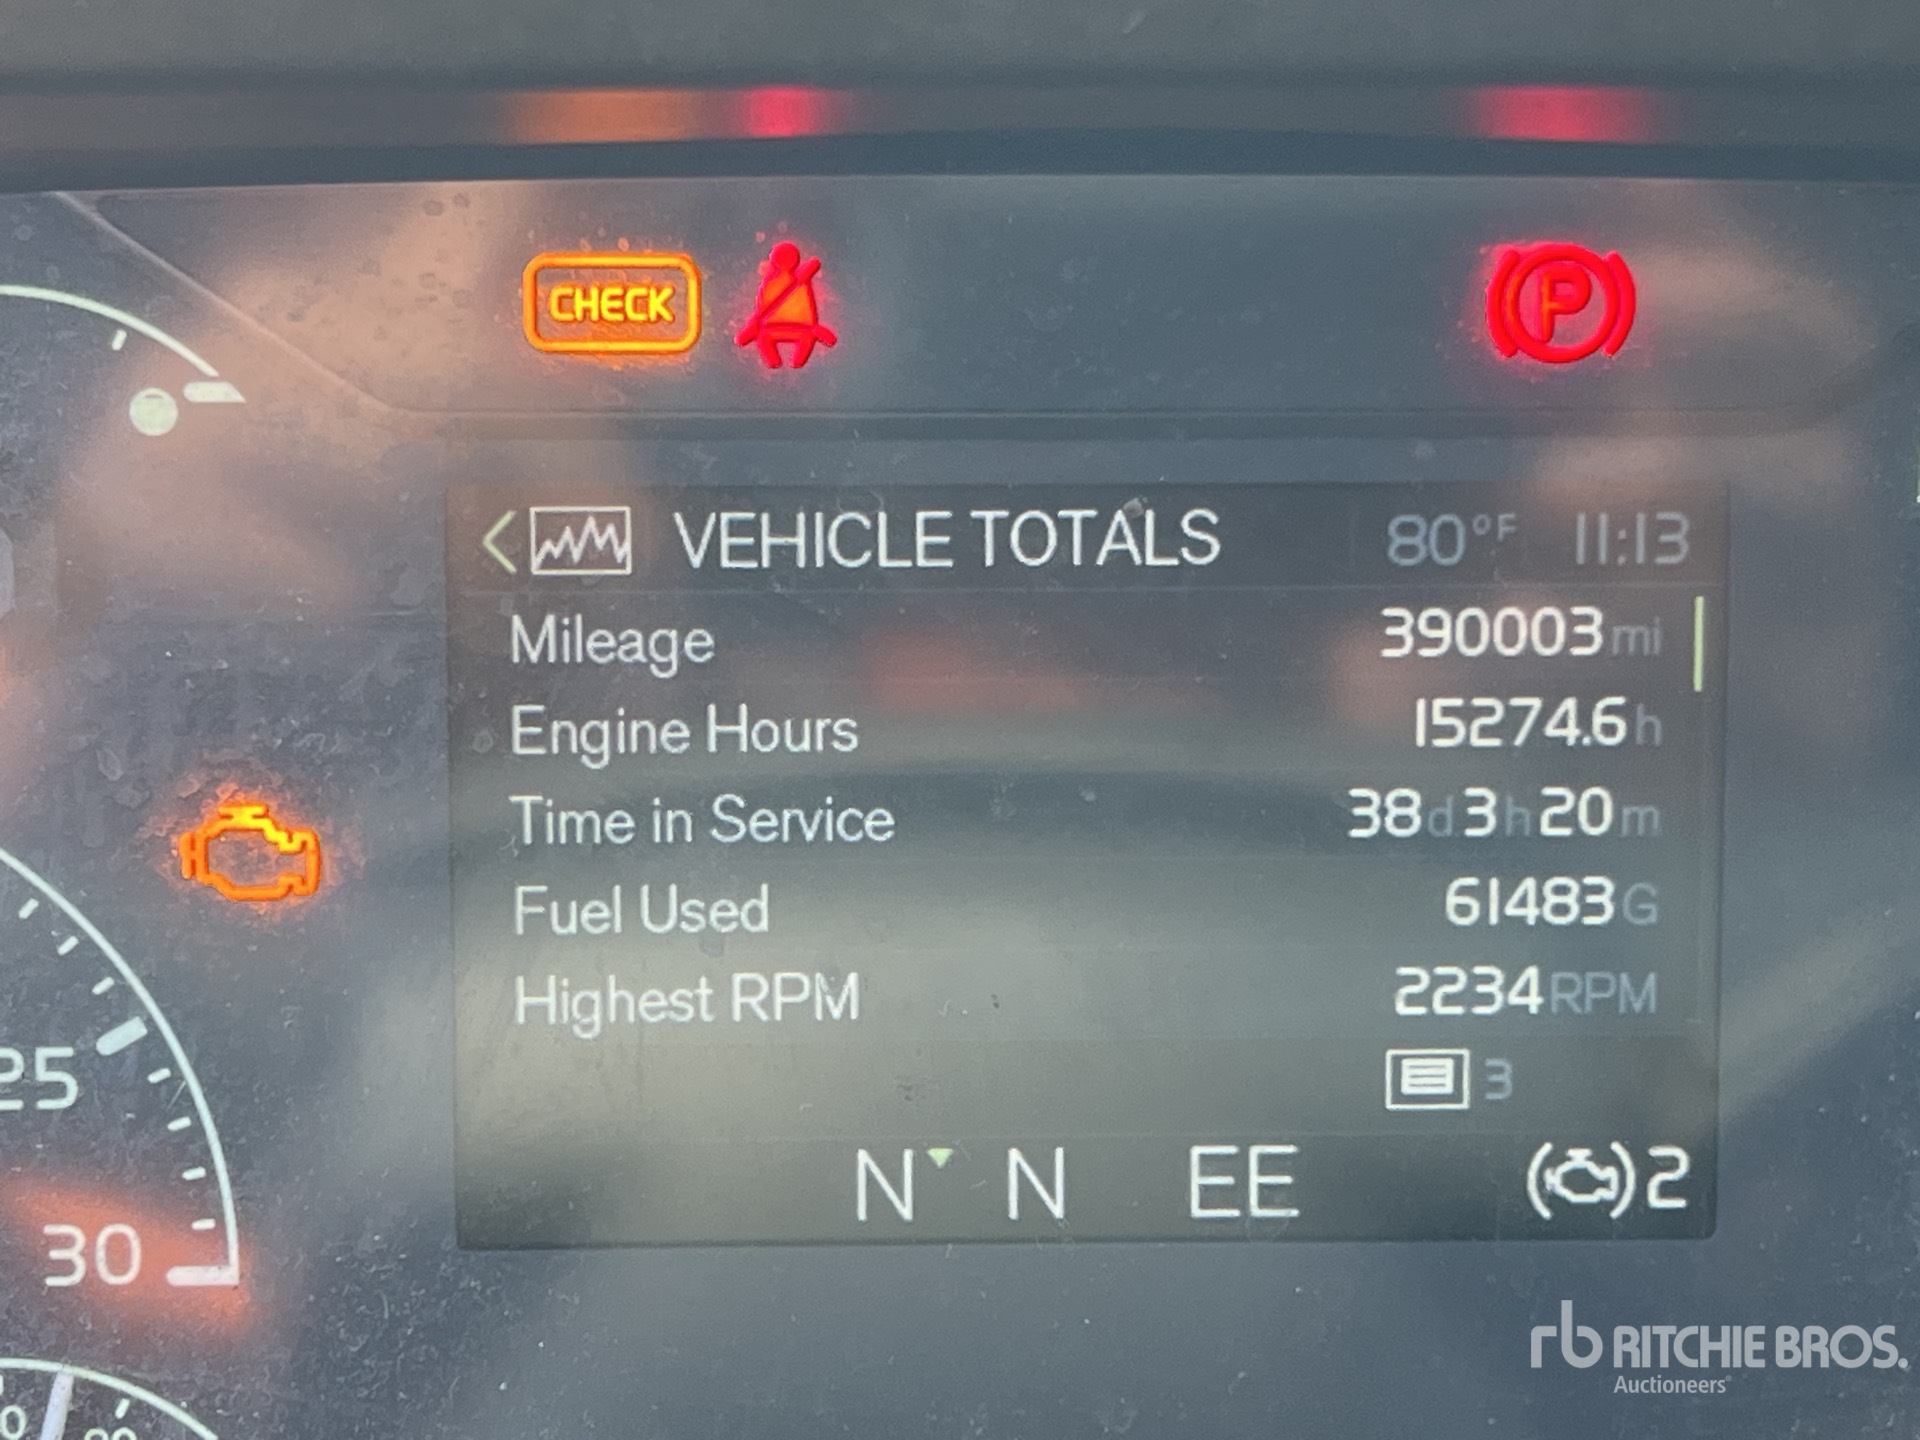 CHECK
P
VEHICLE TOTALS 80°F 11:13
Mileage 390003 mi
Engine Hours 15274.6 h
Time in Service 38 d 3 h 20 m
Fuel Used 61483 G
Highest RPM 2234 RPM
3
N N EE 2
25
30
rb RITCHIE BROS.
Auctioneers